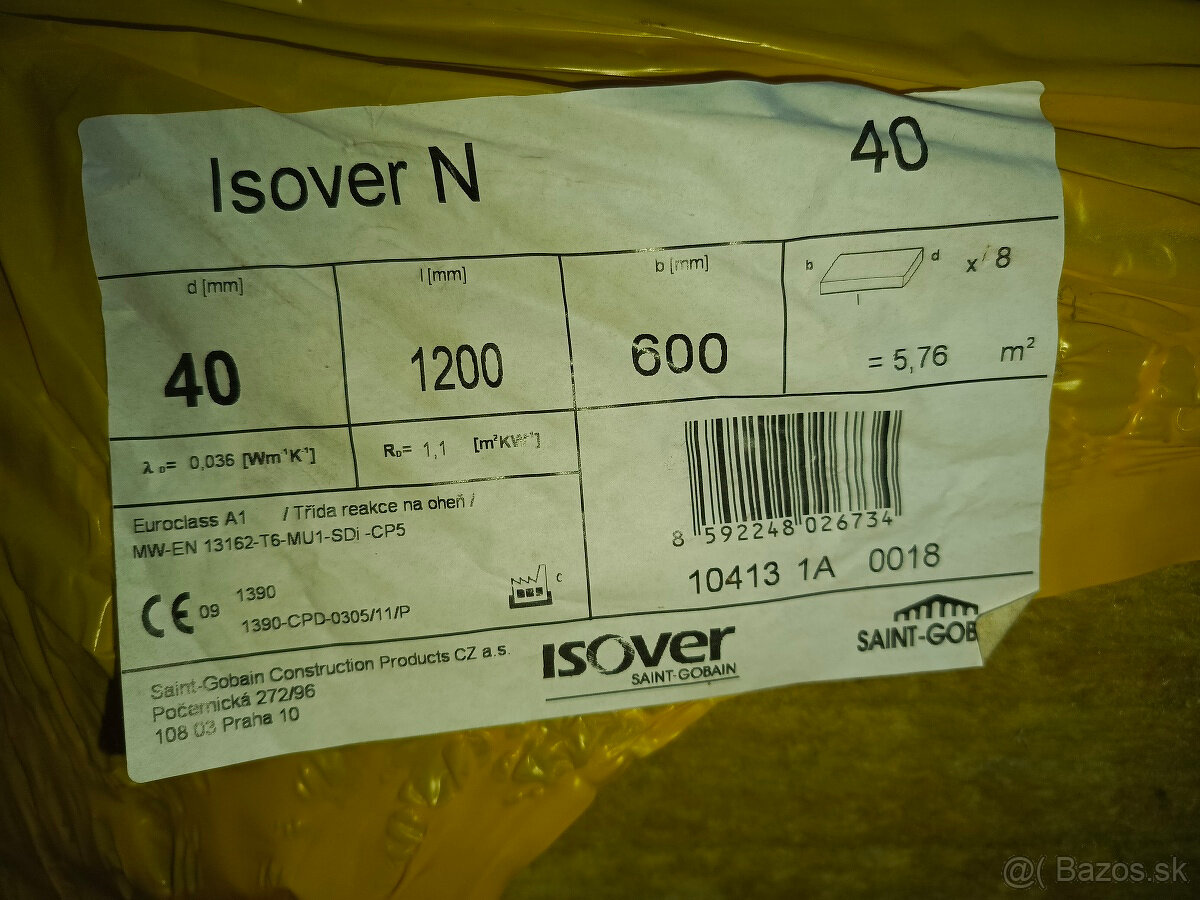 Isover N 40
d [mm] l [mm] b [mm] b d l x 8
40 1200 600 = 5,76 m²
λ D= 0,036 [Wm⁻¹K⁻¹] RD= 1,1 [m²KW⁻¹]
Euroclass A1 / Třída reakce na oheň /
MW-EN 13162-T6-MU1-SDi -CP5
8 592248 026734
10413 1A 0018
CE 09 1390 C
1390-CPD-0305/11/P
Saint-Gobain Construction Products CZ a.s.
Počernická 272/96
108 03 Praha 10
ISOVER
SAINT-GOBAIN
SAINT-GOB
@( Bazos.sk